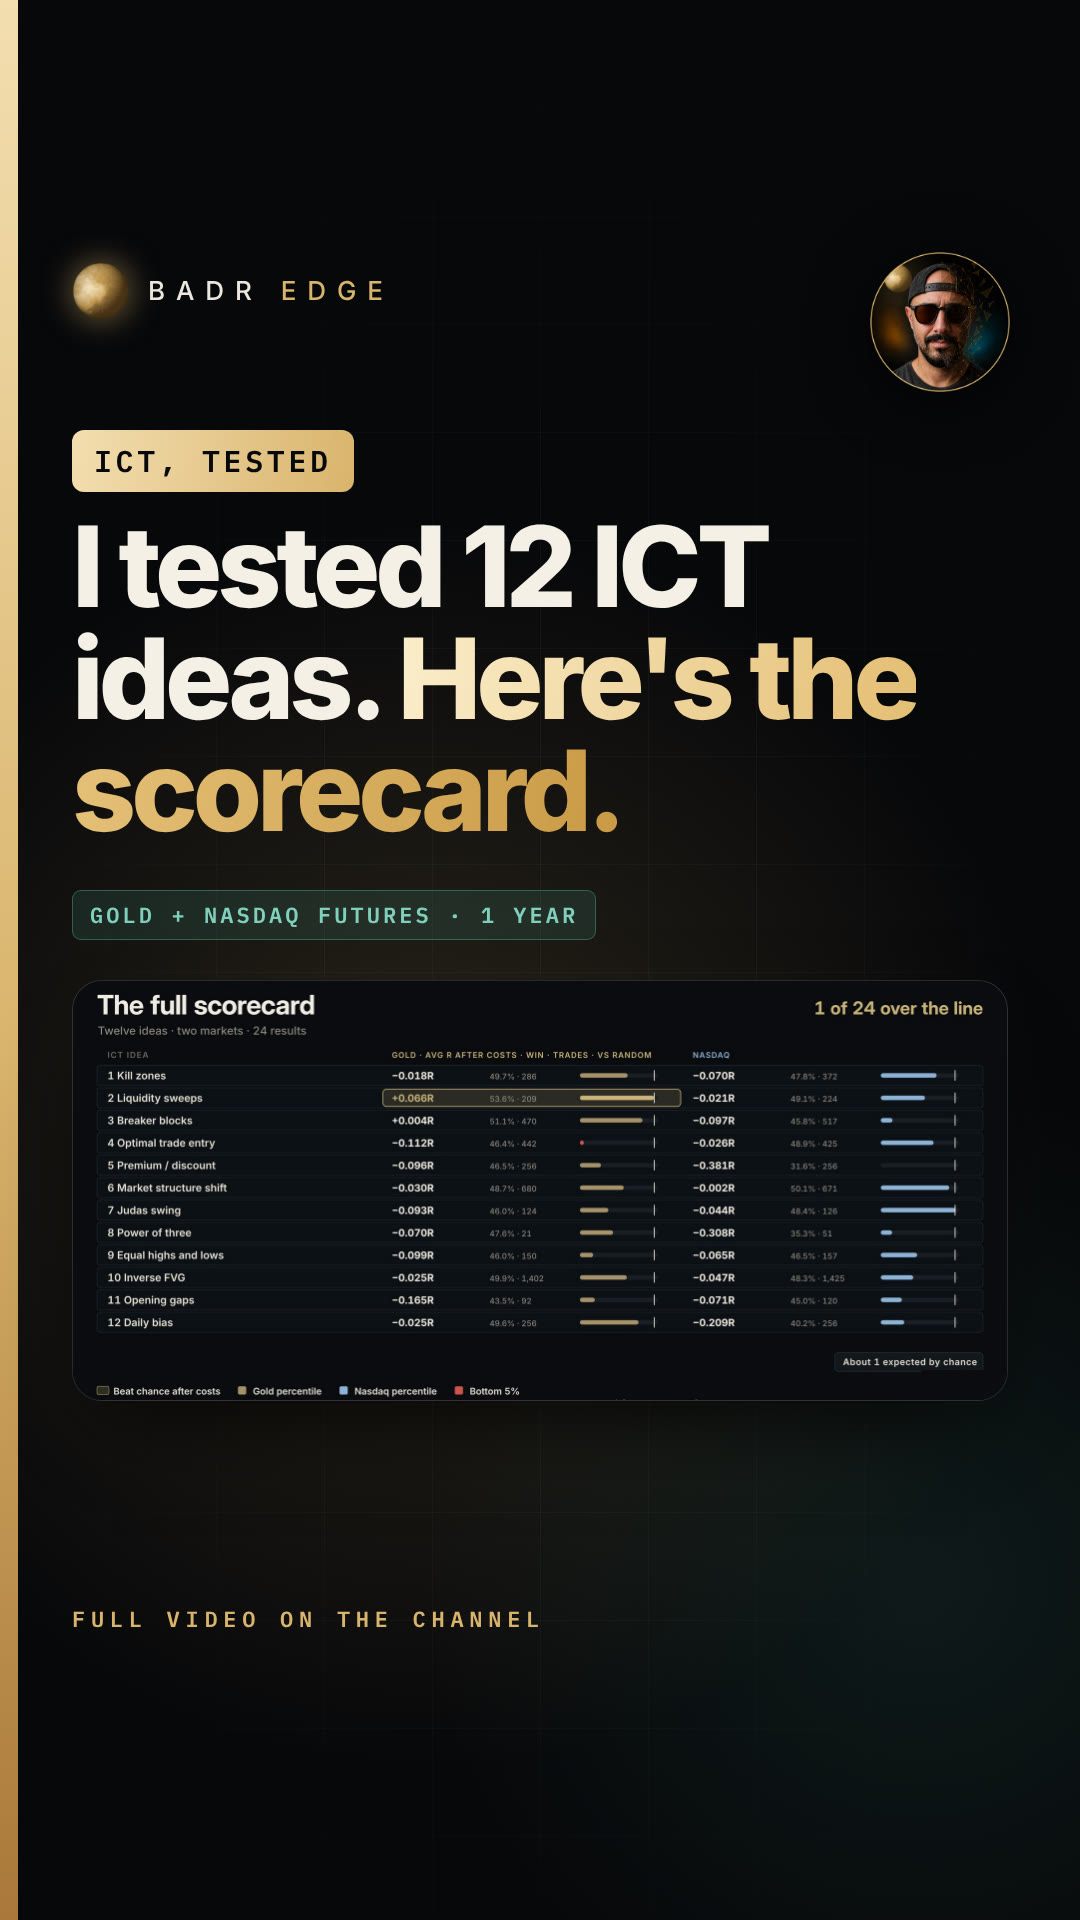 BADR EDGE
ICT, TESTED
I tested 12 ICT
ideas. Here's the
scorecard.
GOLD + NASDAQ FUTURES · 1 YEAR
The full scorecard
1 of 24 over the line
Twelve ideas · two markets · 24 results
ICT IDEA GOLD · AVG R AFTER COSTS · WIN · TRADES · VS RANDOM NASDAQ
1 Kill zones −0.018R 49.7% · 286 −0.070R 47.8% · 372
2 Liquidity sweeps +0.066R 53.6% · 209 −0.021R 49.1% · 224
3 Breaker blocks +0.004R 51.1% · 470 −0.097R 45.8% · 517
4 Optimal trade entry −0.112R 46.4% · 442 −0.026R 48.9% · 425
5 Premium / discount −0.096R 46.5% · 256 −0.381R 31.6% · 256
6 Market structure shift −0.030R 48.7% · 680 −0.002R 50.1% · 671
7 Judas swing −0.093R 46.0% · 124 −0.044R 48.4% · 126
8 Power of three −0.070R 47.6% · 21 −0.308R 35.3% · 51
9 Equal highs and lows −0.099R 46.0% · 150 −0.065R 46.5% · 157
10 Inverse FVG −0.025R 49.9% · 1,402 −0.047R 48.3% · 1,425
11 Opening gaps −0.165R 43.5% · 92 −0.071R 45.0% · 120
12 Daily bias −0.025R 49.6% · 256 −0.209R 40.2% · 256
About 1 expected by chance
Beat chance after costs Gold percentile Nasdaq percentile Bottom 5%
FULL VIDEO ON THE CHANNEL